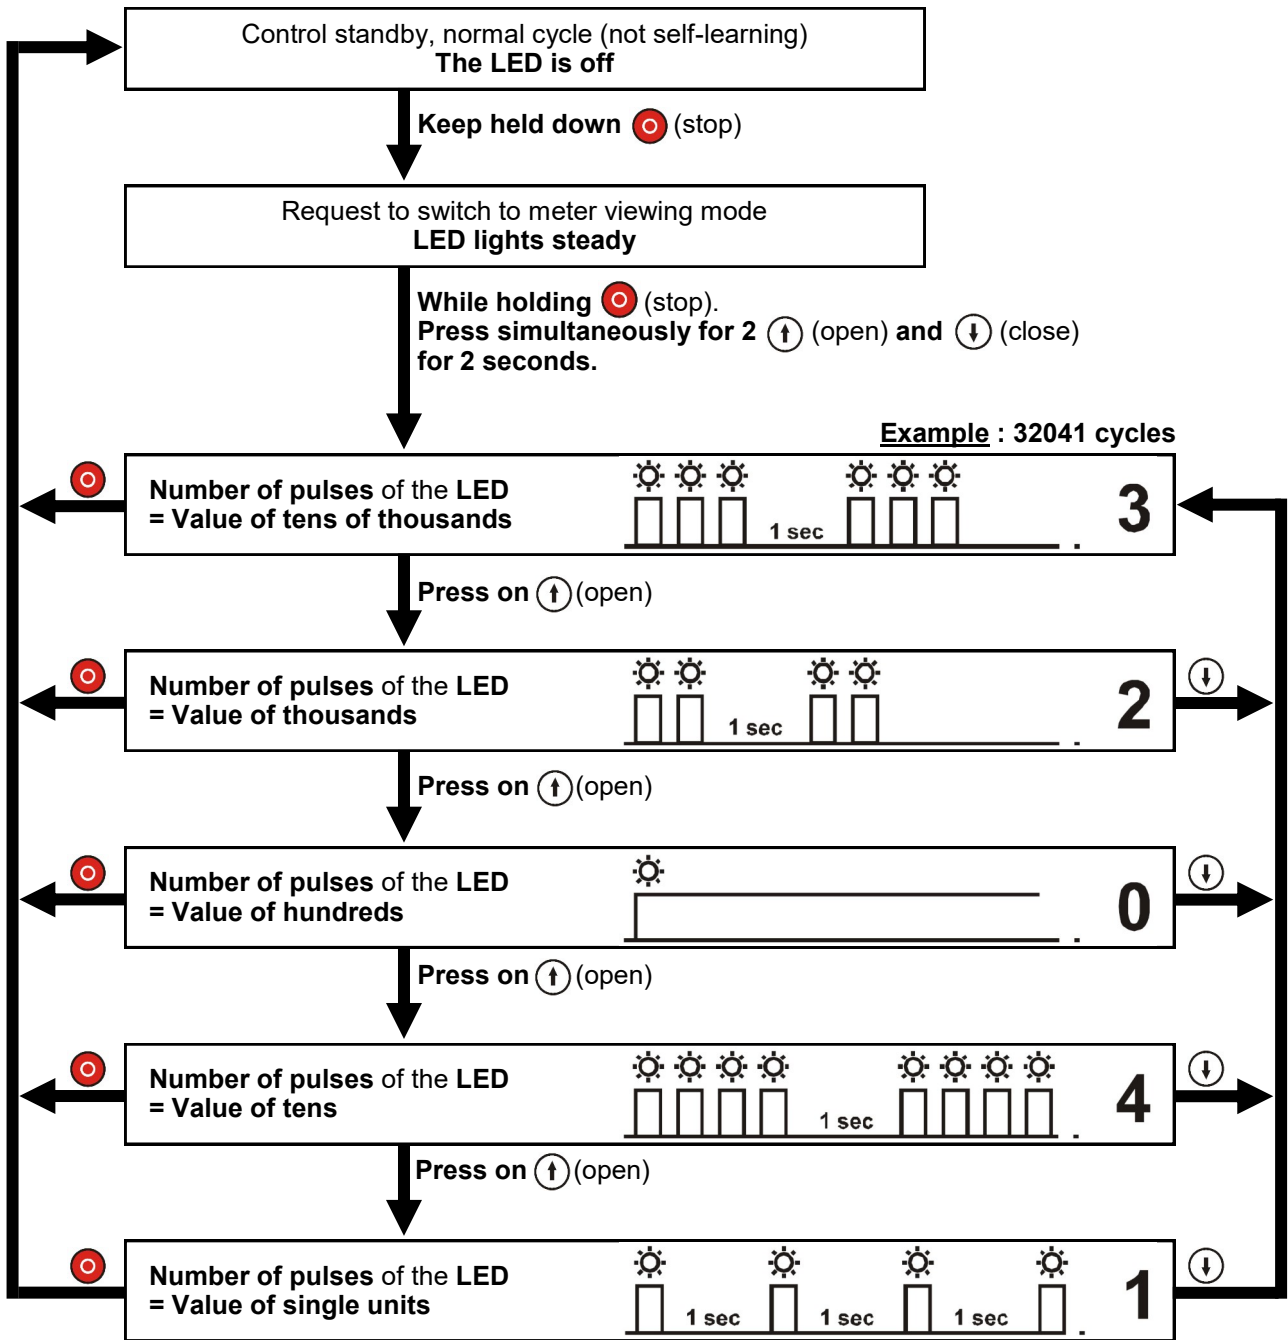 Control standby, normal cycle (not self-learning)
The LED is off
Keep held down (stop)
Request to switch to meter viewing mode
LED lights steady
While holding (stop).
Press simultaneously for 2 (open) and (close)
for 2 seconds.
Example : 32041 cycles
Number of pulses of the LED
= Value of tens of thousands
1 sec
3
Press on (open)
Number of pulses of the LED
= Value of thousands
1 sec
2
Press on (open)
Number of pulses of the LED
= Value of hundreds
0
Press on (open)
Number of pulses of the LED
= Value of tens
1 sec
4
Press on (open)
Number of pulses of the LED
= Value of single units
1 sec 1 sec 1 sec
1